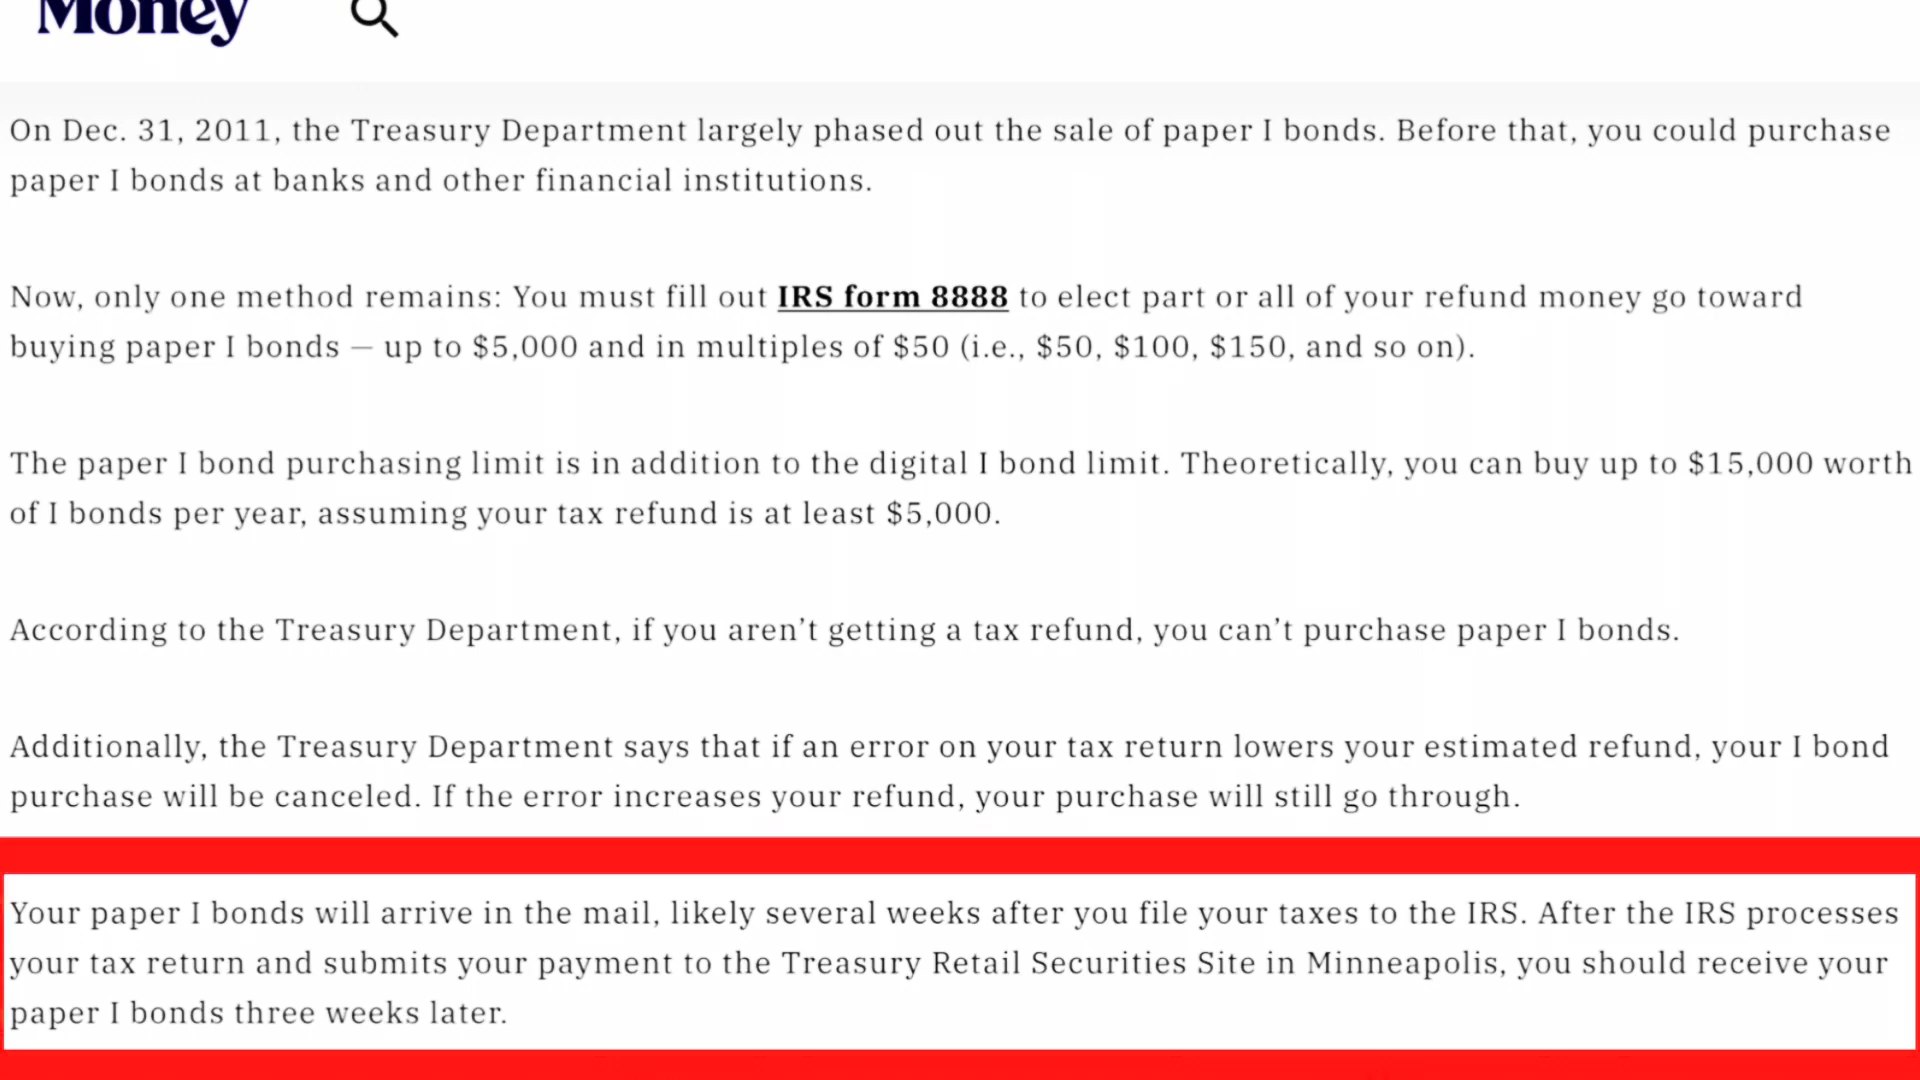 Money
On Dec. 31, 2011, the Treasury Department largely phased out the sale of paper I bonds. Before that, you could purchase
paper I bonds at banks and other financial institutions.
Now, only one method remains: You must fill out IRS form 8888 to elect part or all of your refund money go toward
buying paper I bonds — up to $5,000 and in multiples of $50 (i.e., $50, $100, $150, and so on).
The paper I bond purchasing limit is in addition to the digital I bond limit. Theoretically, you can buy up to $15,000 worth
of I bonds per year, assuming your tax refund is at least $5,000.
According to the Treasury Department, if you aren’t getting a tax refund, you can’t purchase paper I bonds.
Additionally, the Treasury Department says that if an error on your tax return lowers your estimated refund, your I bond
purchase will be canceled. If the error increases your refund, your purchase will still go through.
Your paper I bonds will arrive in the mail, likely several weeks after you file your taxes to the IRS. After the IRS processes
your tax return and submits your payment to the Treasury Retail Securities Site in Minneapolis, you should receive your
paper I bonds three weeks later.